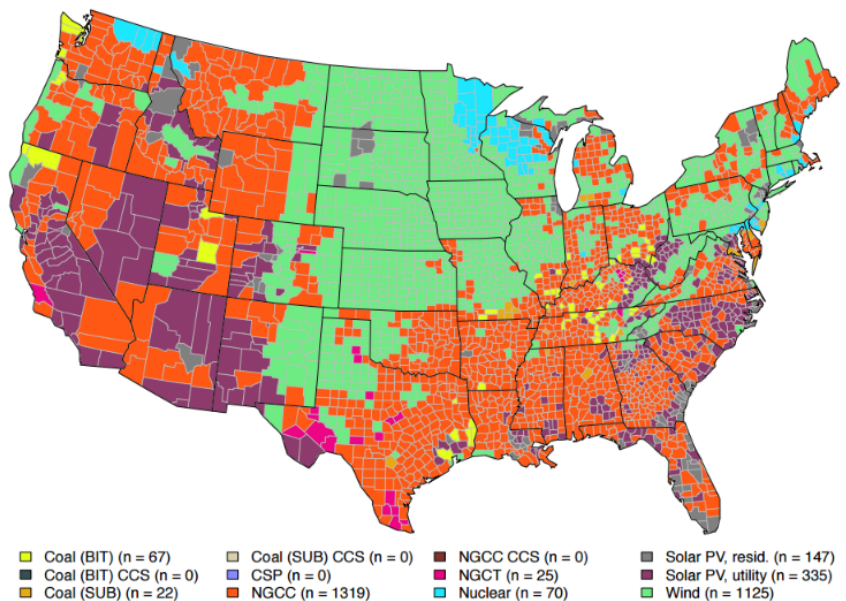 Coal (BIT) (n = 67) Coal (SUB) CCS (n = 0) NGCC CCS (n = 0) Solar PV, resid. (n = 147)
Coal (BIT) CCS (n = 0) CSP (n = 0) NGCT (n = 25) Solar PV, utility (n = 335)
Coal (SUB) (n = 22) NGCC (n = 1319) Nuclear (n = 70) Wind (n = 1125)